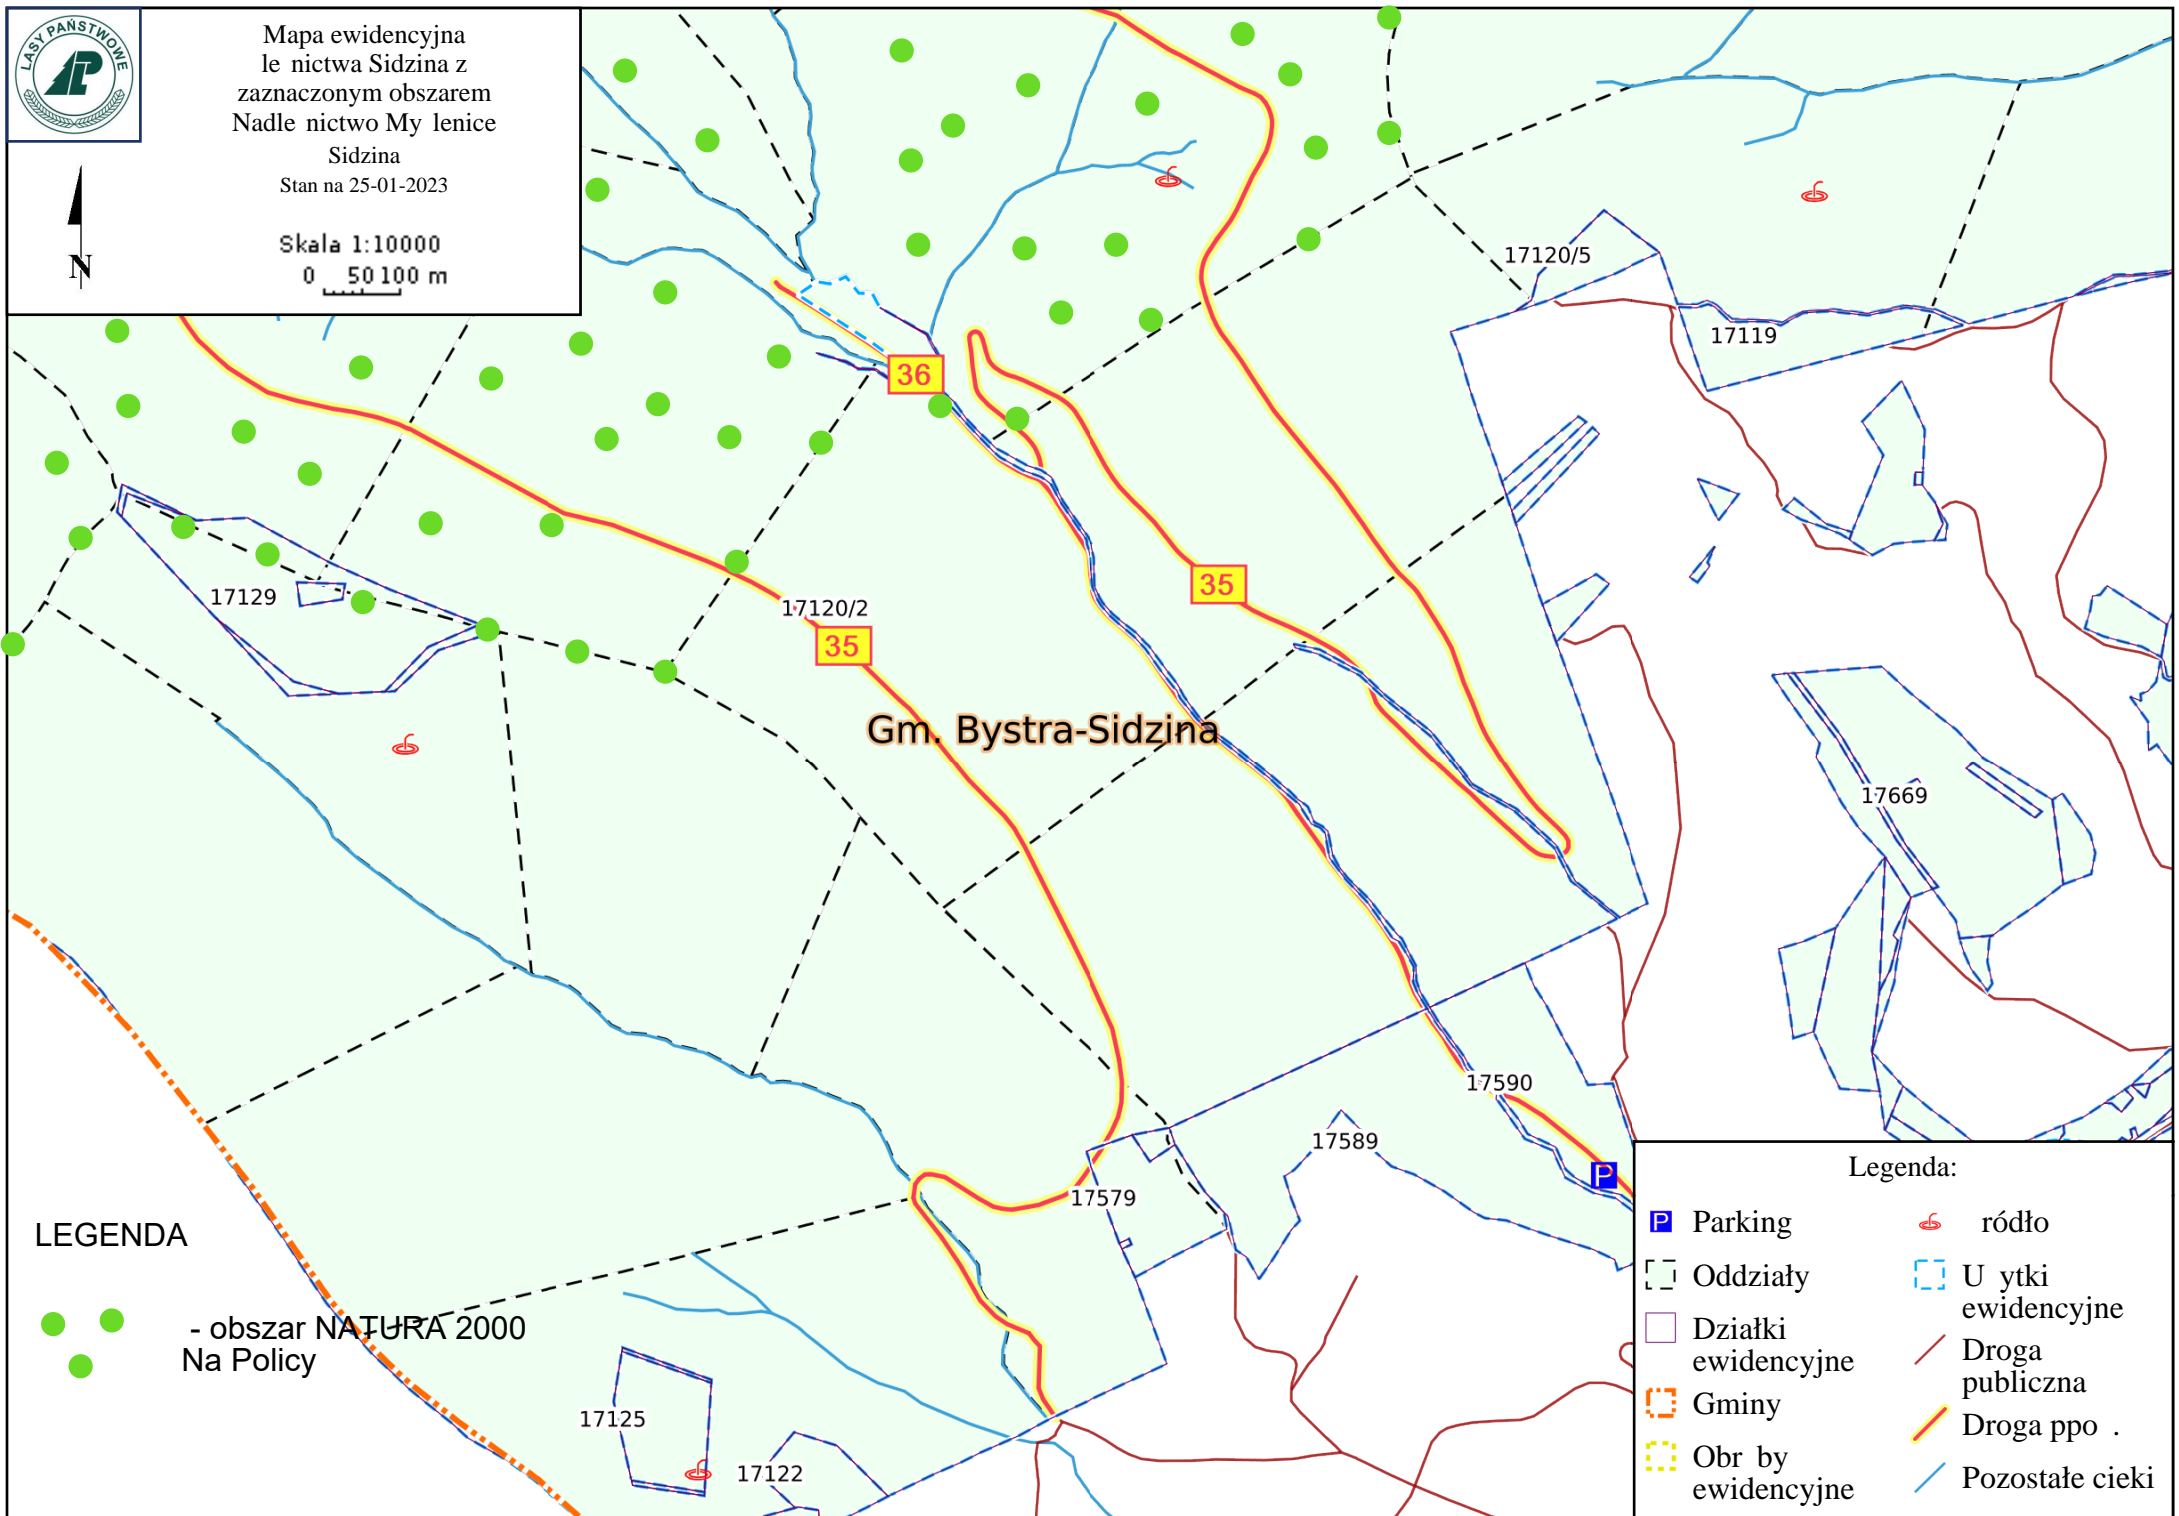 LASY PAŃSTWOWE
LP
Mapa ewidencyjna
le nictwa Sidzina z
zaznaczonym obszarem
Nadle nictwo My lenice
Sidzina
Stan na 25-01-2023
N
Skala 1:10000
0 50 100 m
17120/5
17119
36
17129
17120/2
35
35
Gm. Bystra-Sidzina
17669
17590
17589
17579
17125
17122
P
LEGENDA
- obszar NATURA 2000
Na Policy
Legenda:
P Parking
Oddziały
Działki
ewidencyjne
Gminy
Obr by
ewidencyjne
ródło
U ytki
ewidencyjne
Droga
publiczna
Droga ppo .
Pozostałe cieki